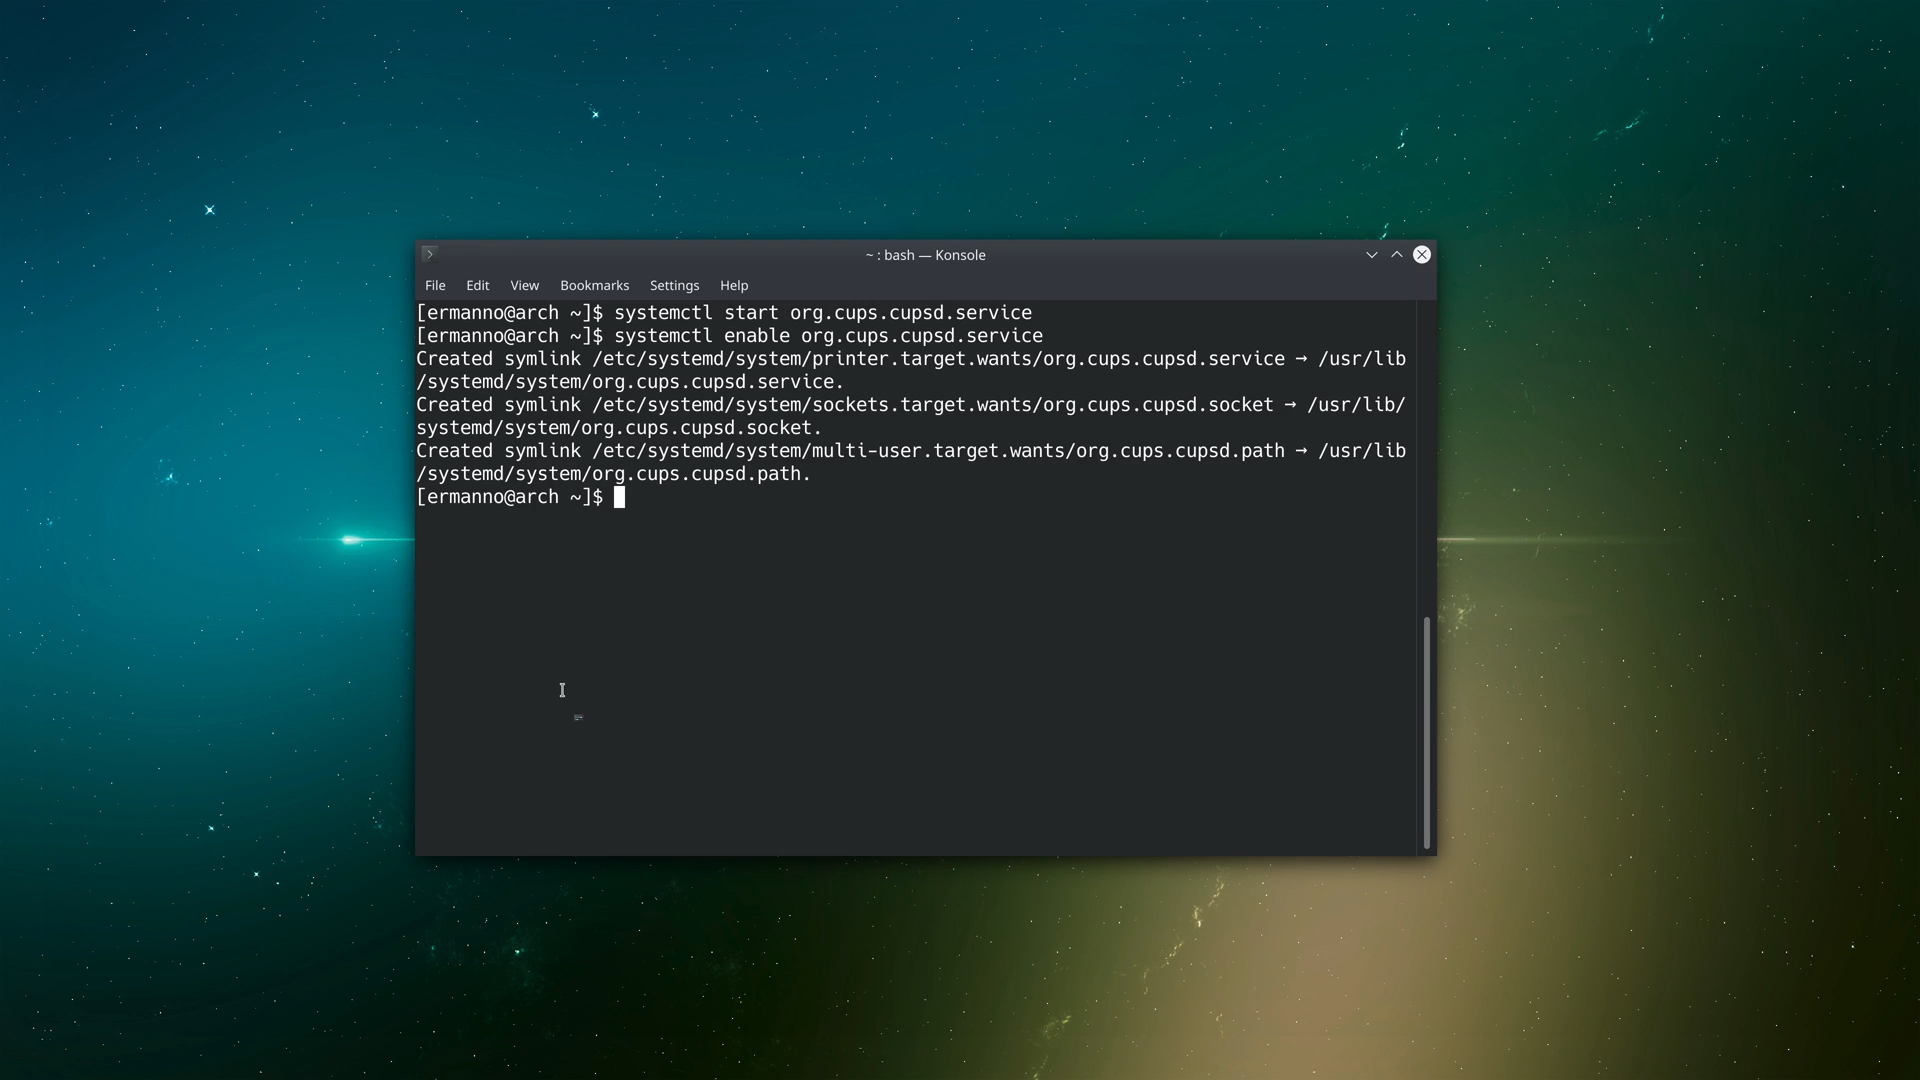 ~ : bash — Konsole
File Edit View Bookmarks Settings Help
[ermanno@arch ~]$ systemctl start org.cups.cupsd.service
[ermanno@arch ~]$ systemctl enable org.cups.cupsd.service
Created symlink /etc/systemd/system/printer.target.wants/org.cups.cupsd.service → /usr/lib
/systemd/system/org.cups.cupsd.service.
Created symlink /etc/systemd/system/sockets.target.wants/org.cups.cupsd.socket → /usr/lib/
systemd/system/org.cups.cupsd.socket.
Created symlink /etc/systemd/system/multi-user.target.wants/org.cups.cupsd.path → /usr/lib
/systemd/system/org.cups.cupsd.path.
[ermanno@arch ~]$